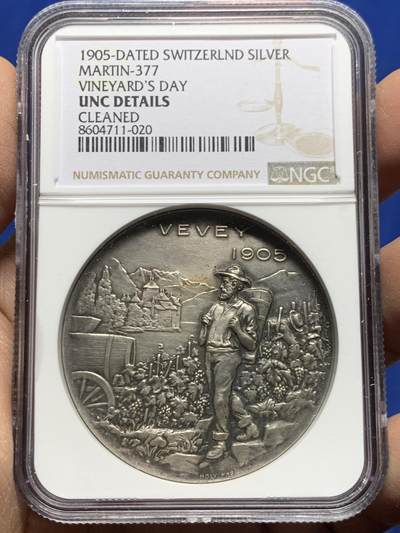 1905-DATED SWITZERLND SILVER
MARTIN-377
VINEYARD'S DAY
UNC DETAILS
CLEANED
8604711-020
NUMISMATIC GUARANTY COMPANY
NGC
VEVEY
1905